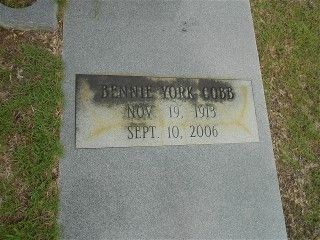 BENNIE YORK COBB
NOV. 19, 1913
SEPT. 10, 2006